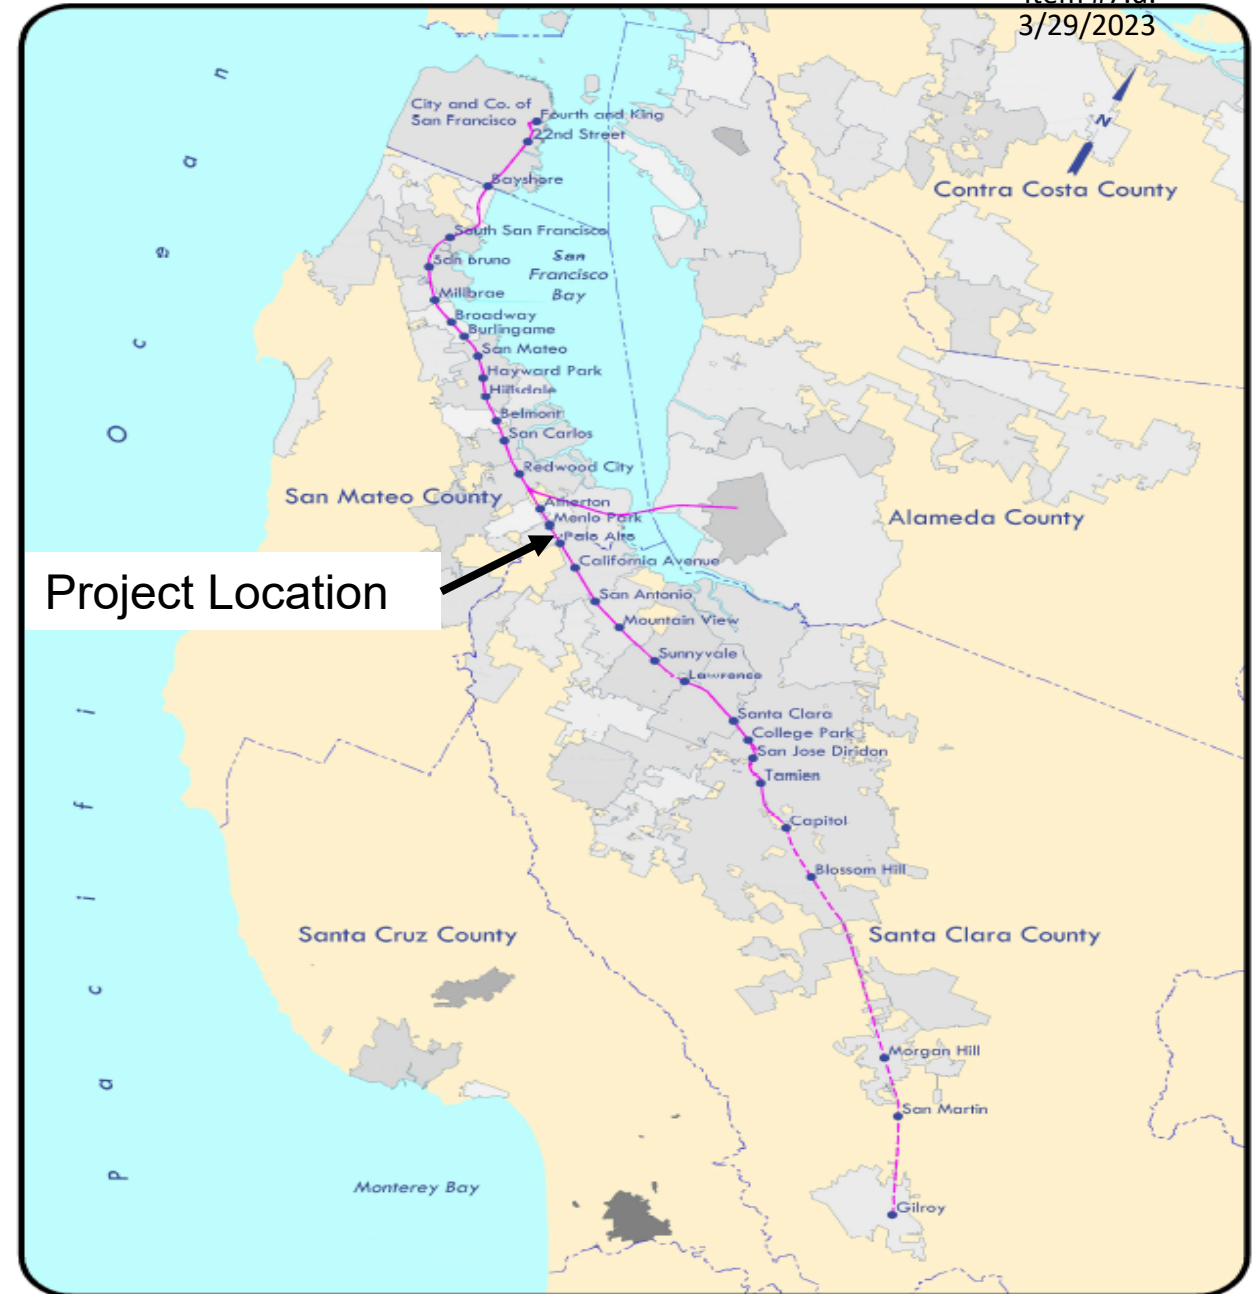 3/29/2023
City and Co. of
San Francisco
Fourth and King
22nd Street
N
Bayshore
Contra Costa County
South San Francisco
San Bruno
San
Francisco
Bay
Millbrae
Broadway
Burlingame
San Mateo
Hayward Park
Hillsdale
Belmont
San Carlos
Redwood City
San Mateo County
Atherton
Menlo Park
Alameda County
Palo Alto
California Avenue
Project Location
San Antonio
Mountain View
Sunnyvale
Lawrence
Santa Clara
College Park
San Jose Diridon
Tamien
Capitol
Blossom Hill
Santa Cruz County
Santa Clara County
Morgan Hill
San Martin
Monterey Bay
Gilroy
Pacifi
Ocean